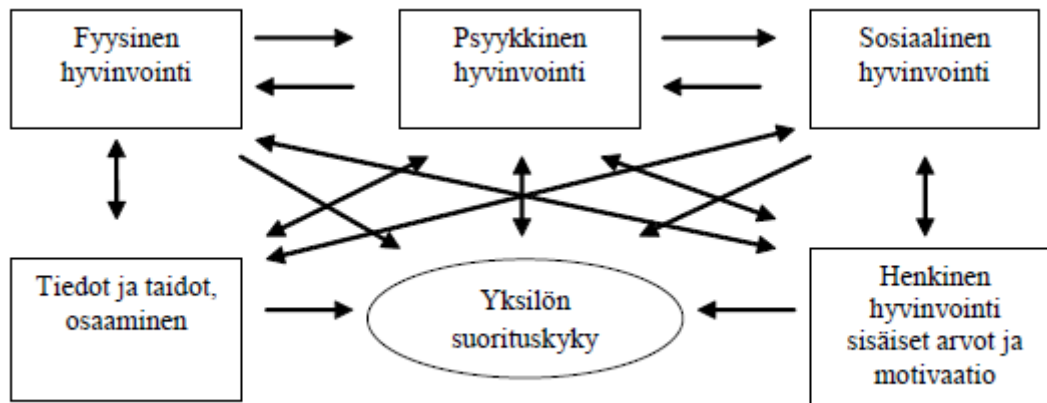 Fyysinen
hyvinvointi
Psyykkinen
hyvinvointi
Sosiaalinen
hyvinvointi
Tiedot ja taidot,
osaaminen
Yksilön
suorituskyky
Henkinen
hyvinvointi
sisäiset arvot ja
motivaatio